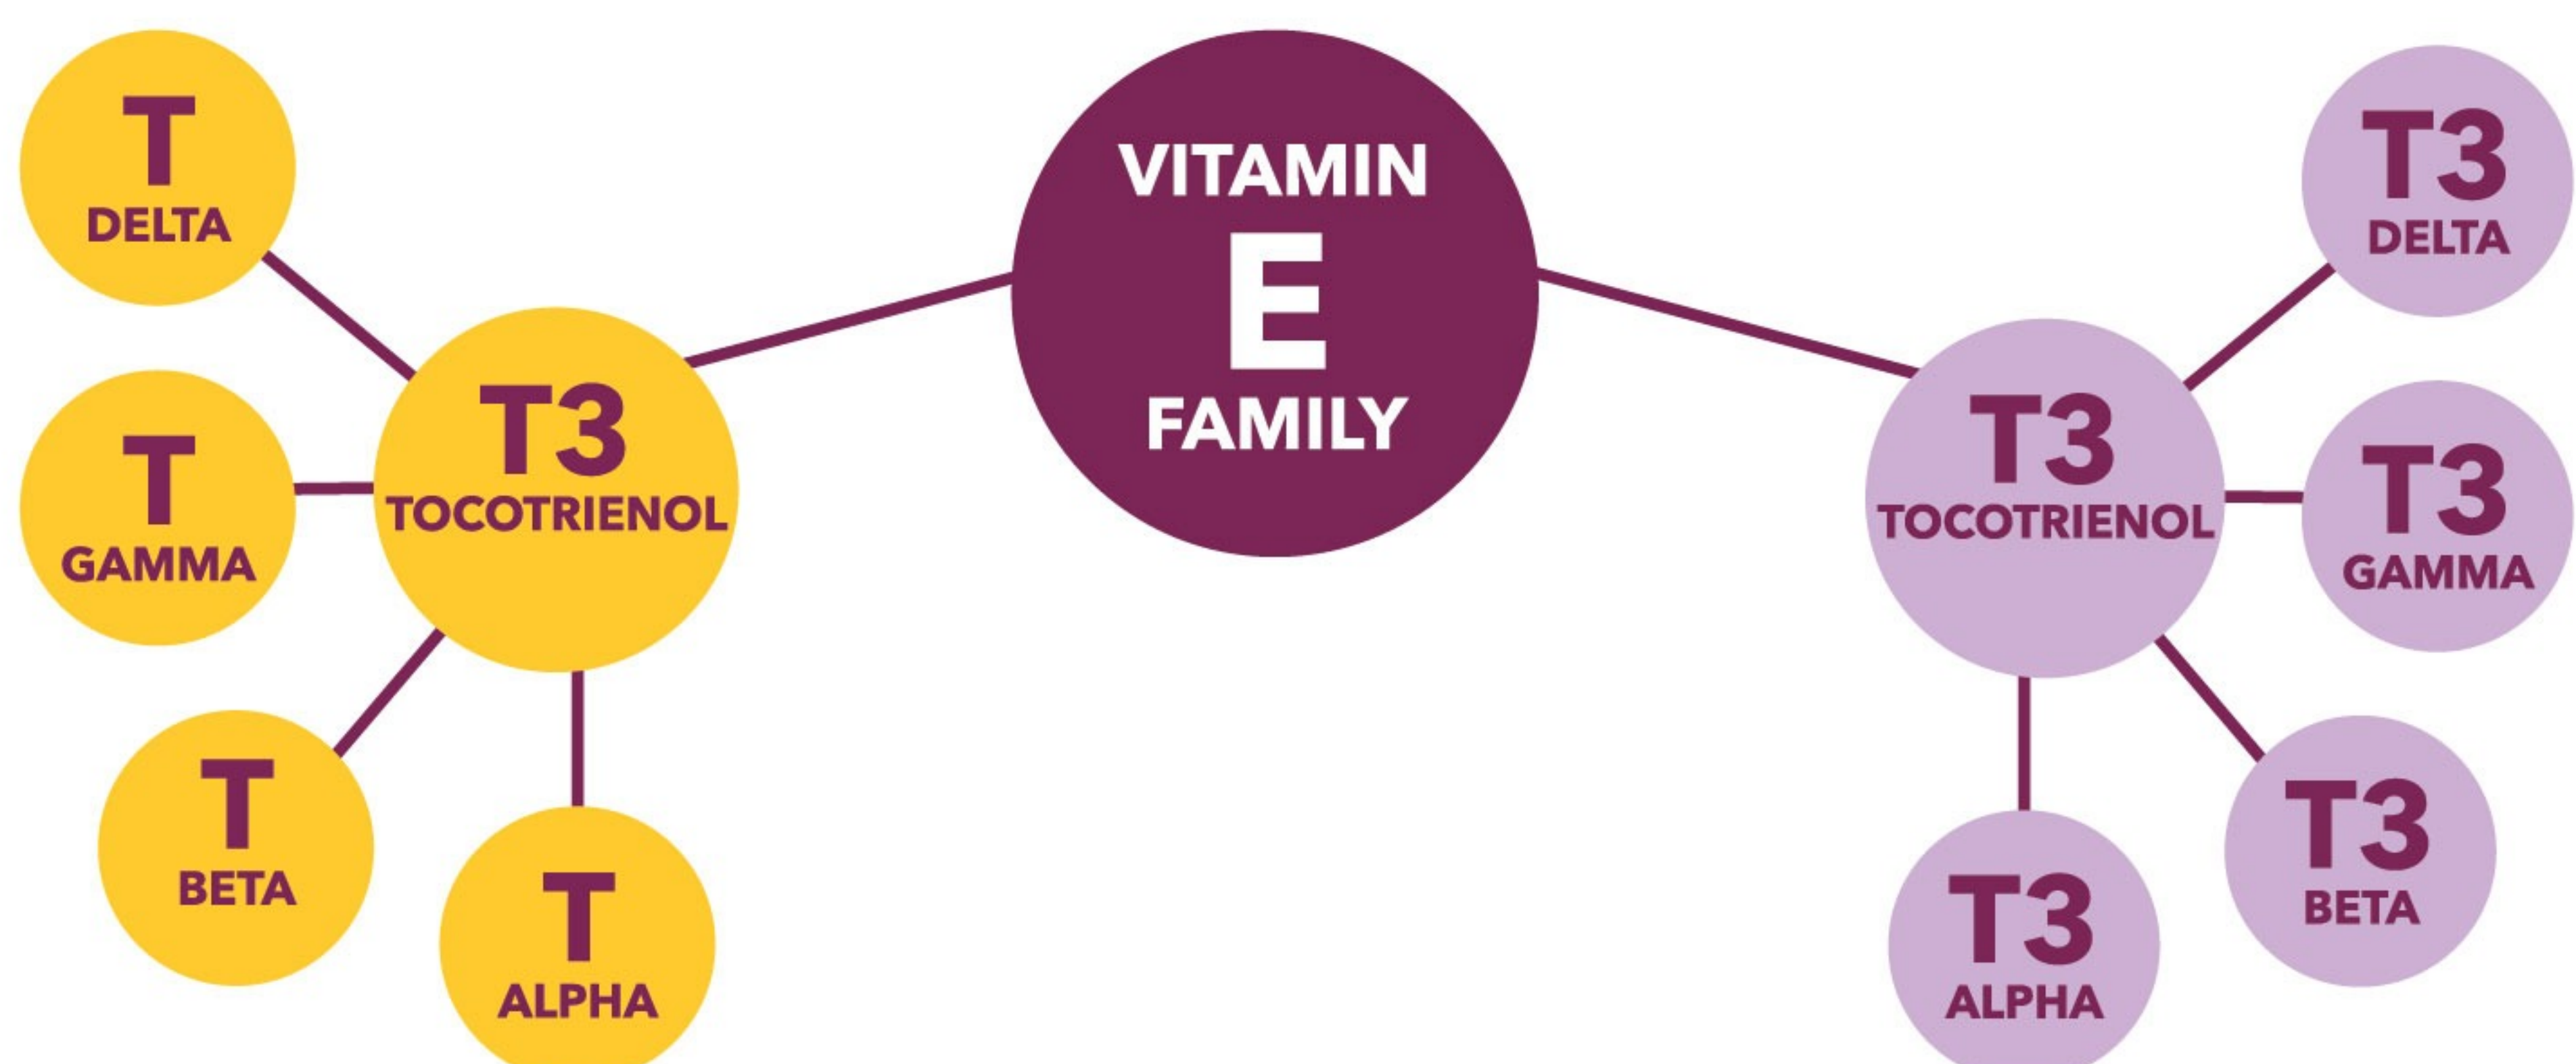 VITAMIN
E
FAMILY
T3
TOCOTRIENOL
T
DELTA
T
GAMMA
T
BETA
T
ALPHA
T3
TOCOTRIENOL
T3
DELTA
T3
GAMMA
T3
BETA
T3
ALPHA